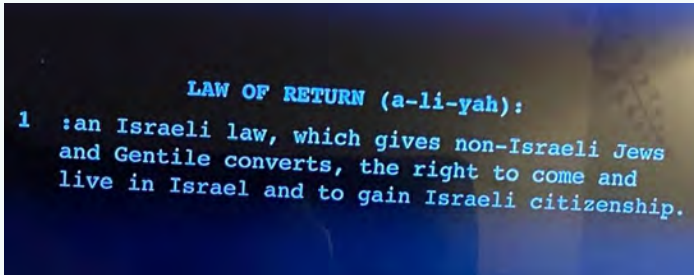 LAW OF RETURN (a-li-yah):
1 :an Israeli law, which gives non-Israeli Jews
and Gentile converts, the right to come and
live in Israel and to gain Israeli citizenship.